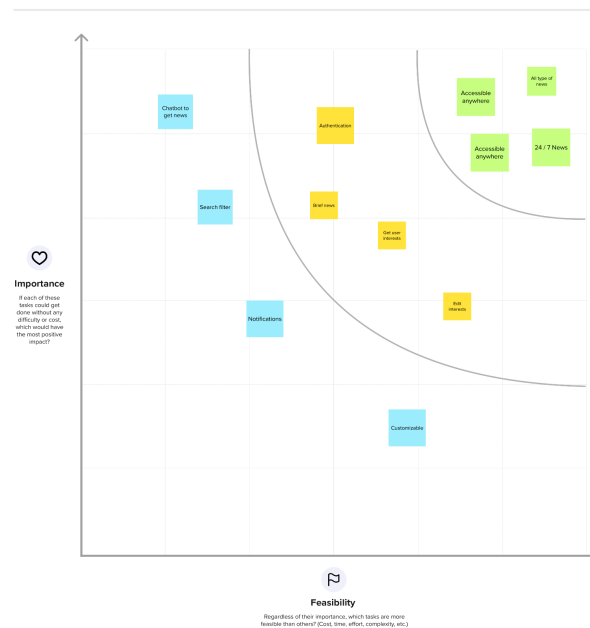 All type of
news
Accessible
anywhere
Chatbot to
get news
Authentication
Accessible
anywhere
24 / 7 News
Search filter
Brief news
Get user
interests
Edit
interests
Notifications
Customizable
Importance
If each of these
tasks could get
done without any
difficulty or cost,
which would have
the most positive
impact?
Feasibility
Regardless of their importance, which tasks are more
feasible than others? (Cost, time, effort, complexity, etc.)